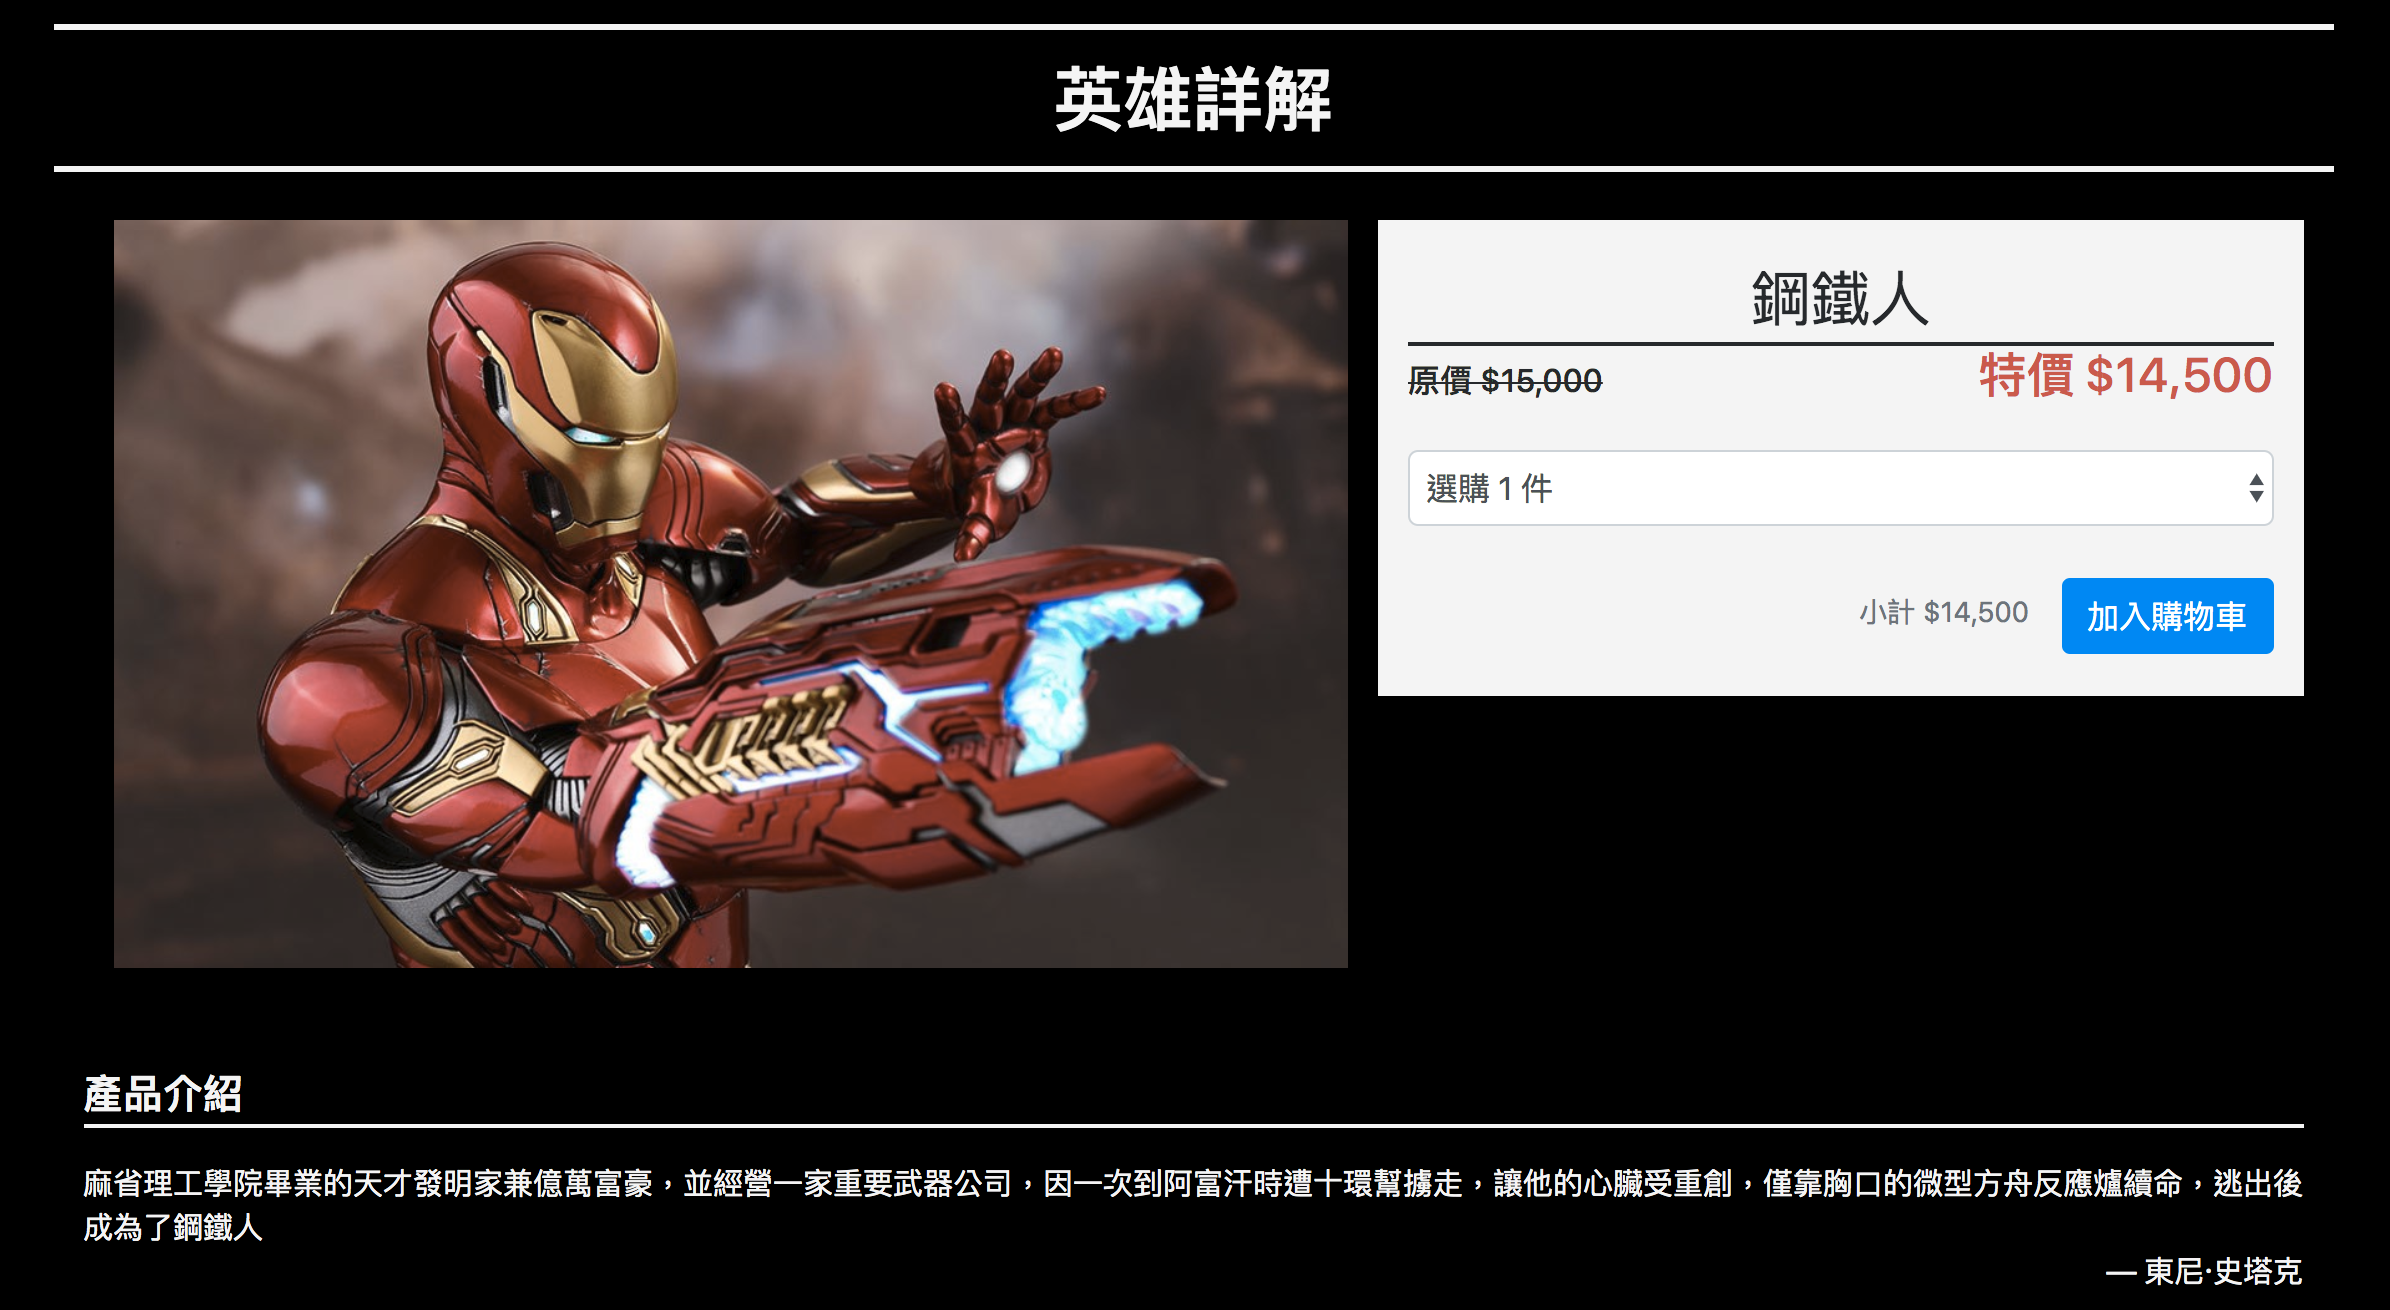 英雄詳解
鋼鐵人
原價 $15,000
特價 $14,500
選購 1 件
小計 $14,500
加入購物車
產品介紹
麻省理工學院畢業的天才發明家兼億萬富豪，並經營一家重要武器公司，因一次到阿富汗時遭十環幫擄走，讓他的心臟受重創，僅靠胸口的微型方舟反應爐續命，逃出後
成為了鋼鐵人
— 東尼·史塔克